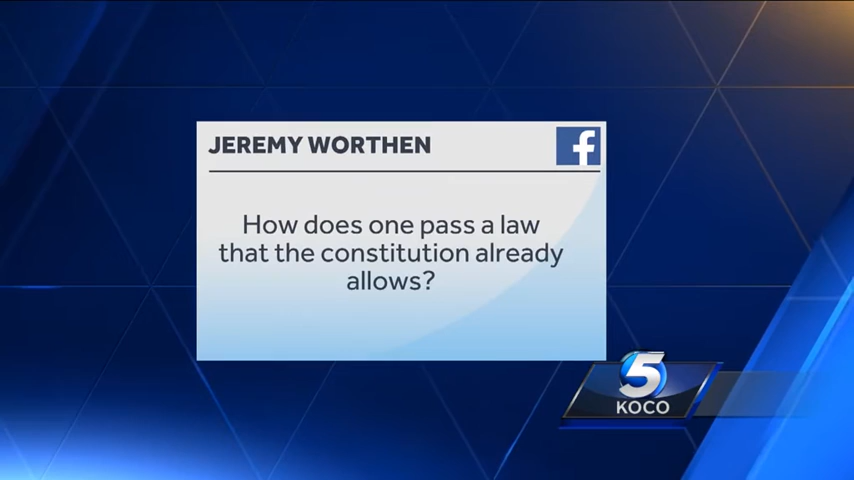 JEREMY WORTHEN
f
How does one pass a law
that the constitution already
allows?
5
KOCO